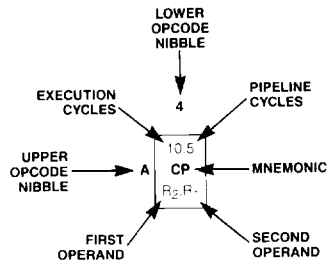 LOWER
OPCODE
NIBBLE
EXECUTION
CYCLES
4
PIPELINE
CYCLES
10.5
UPPER
OPCODE
NIBBLE
A
CP
MNEMONIC
R2,R1
FIRST
OPERAND
SECOND
OPERAND